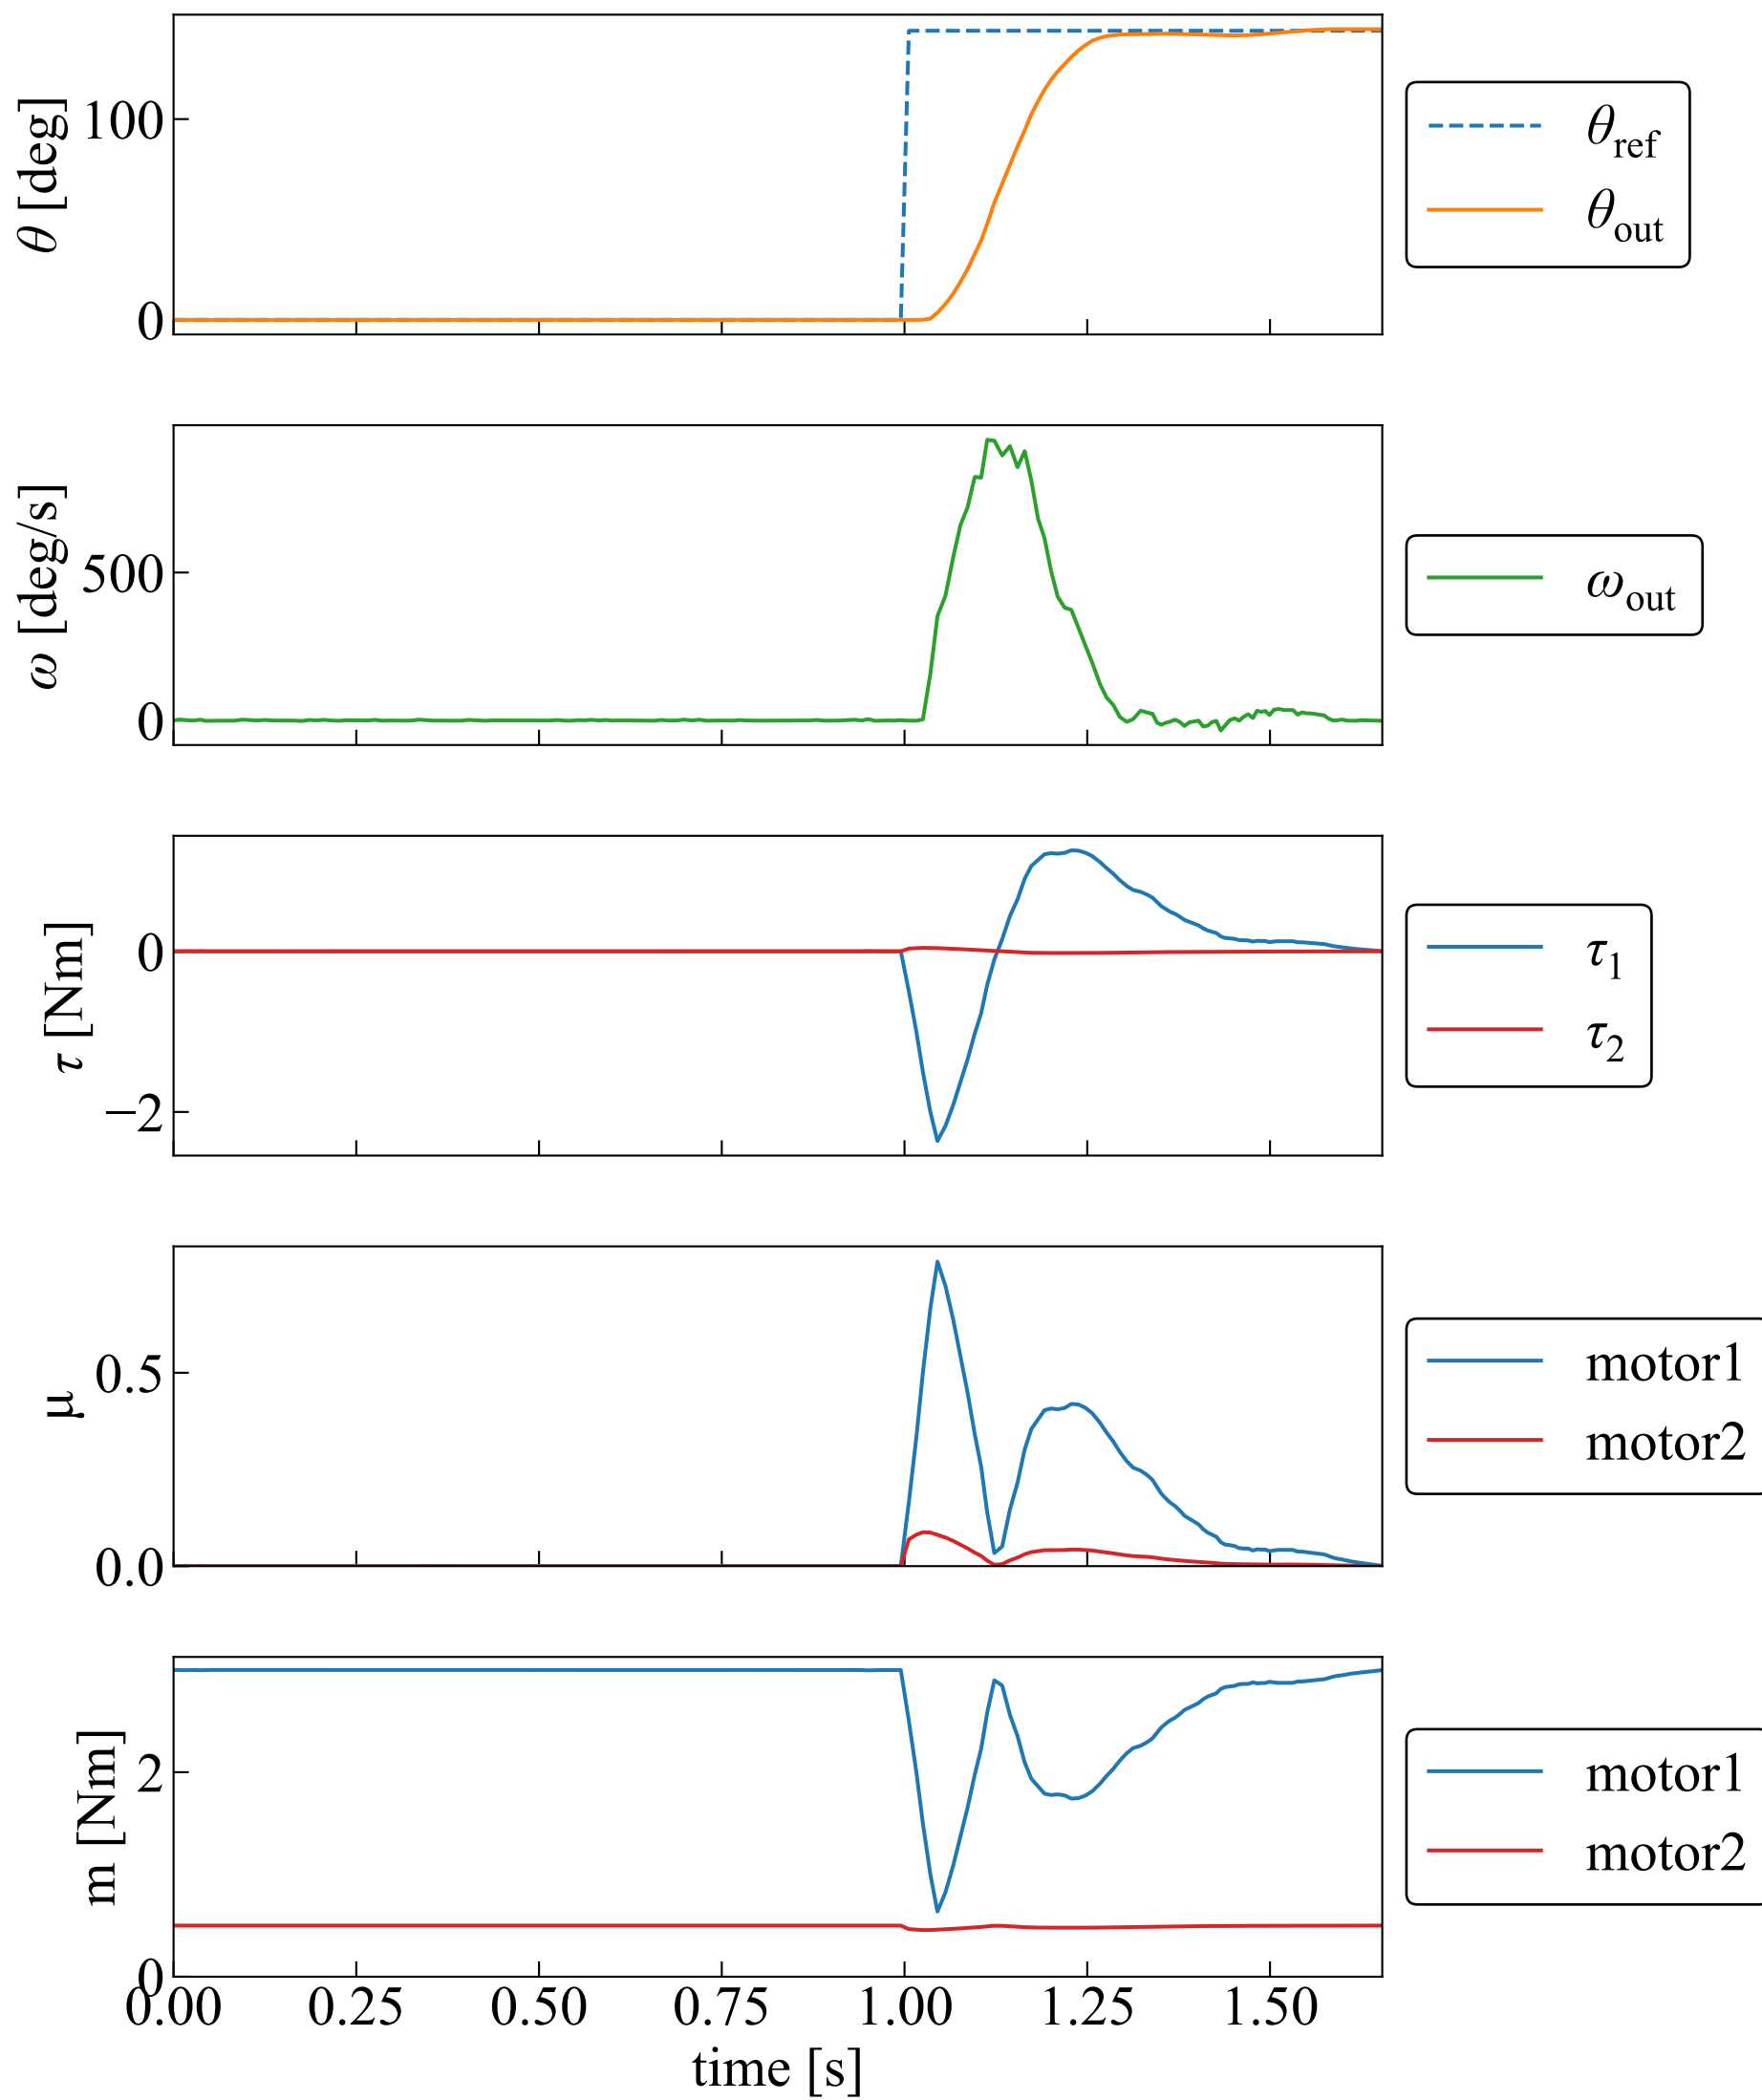 θ [deg]
100
0
θref
θout
ω [deg/s]
500
0
ωout
τ [Nm]
0
−2
τ1
τ2
μ
0.5
0.0
motor1
motor2
m [Nm]
2
0
motor1
motor2
0.00 0.25 0.50 0.75 1.00 1.25 1.50
time [s]